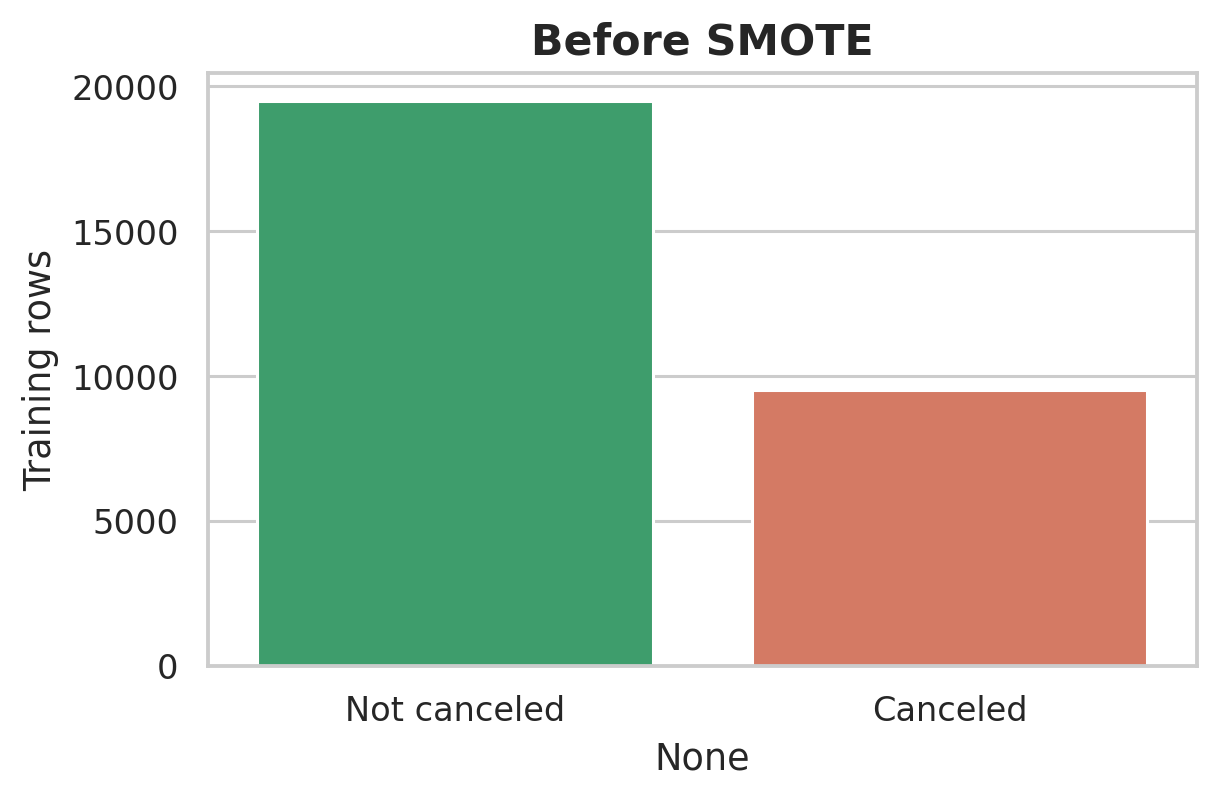 Before SMOTE
20000
15000
10000
5000
0
Training rows
Not canceled
Canceled
None